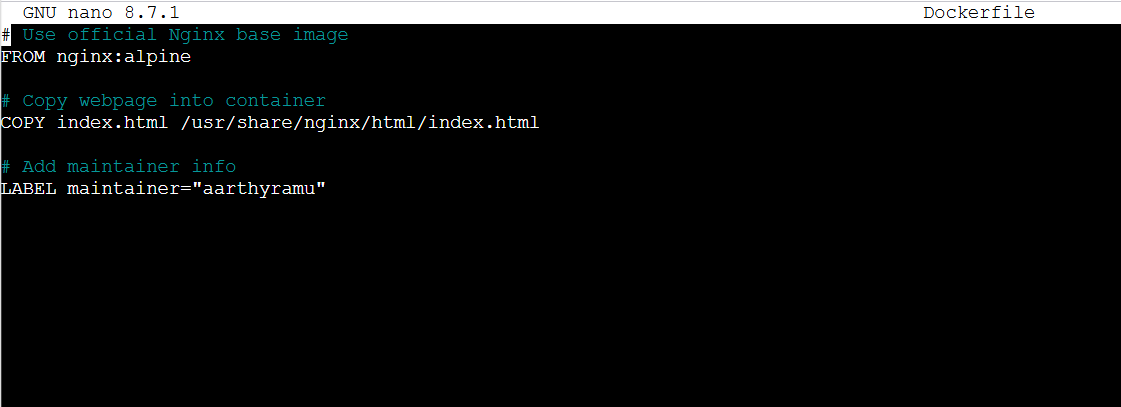 GNU nano 8.7.1 Dockerfile
# Use official Nginx base image
FROM nginx:alpine
# Copy webpage into container
COPY index.html /usr/share/nginx/html/index.html
# Add maintainer info
LABEL maintainer="aarthyramu"